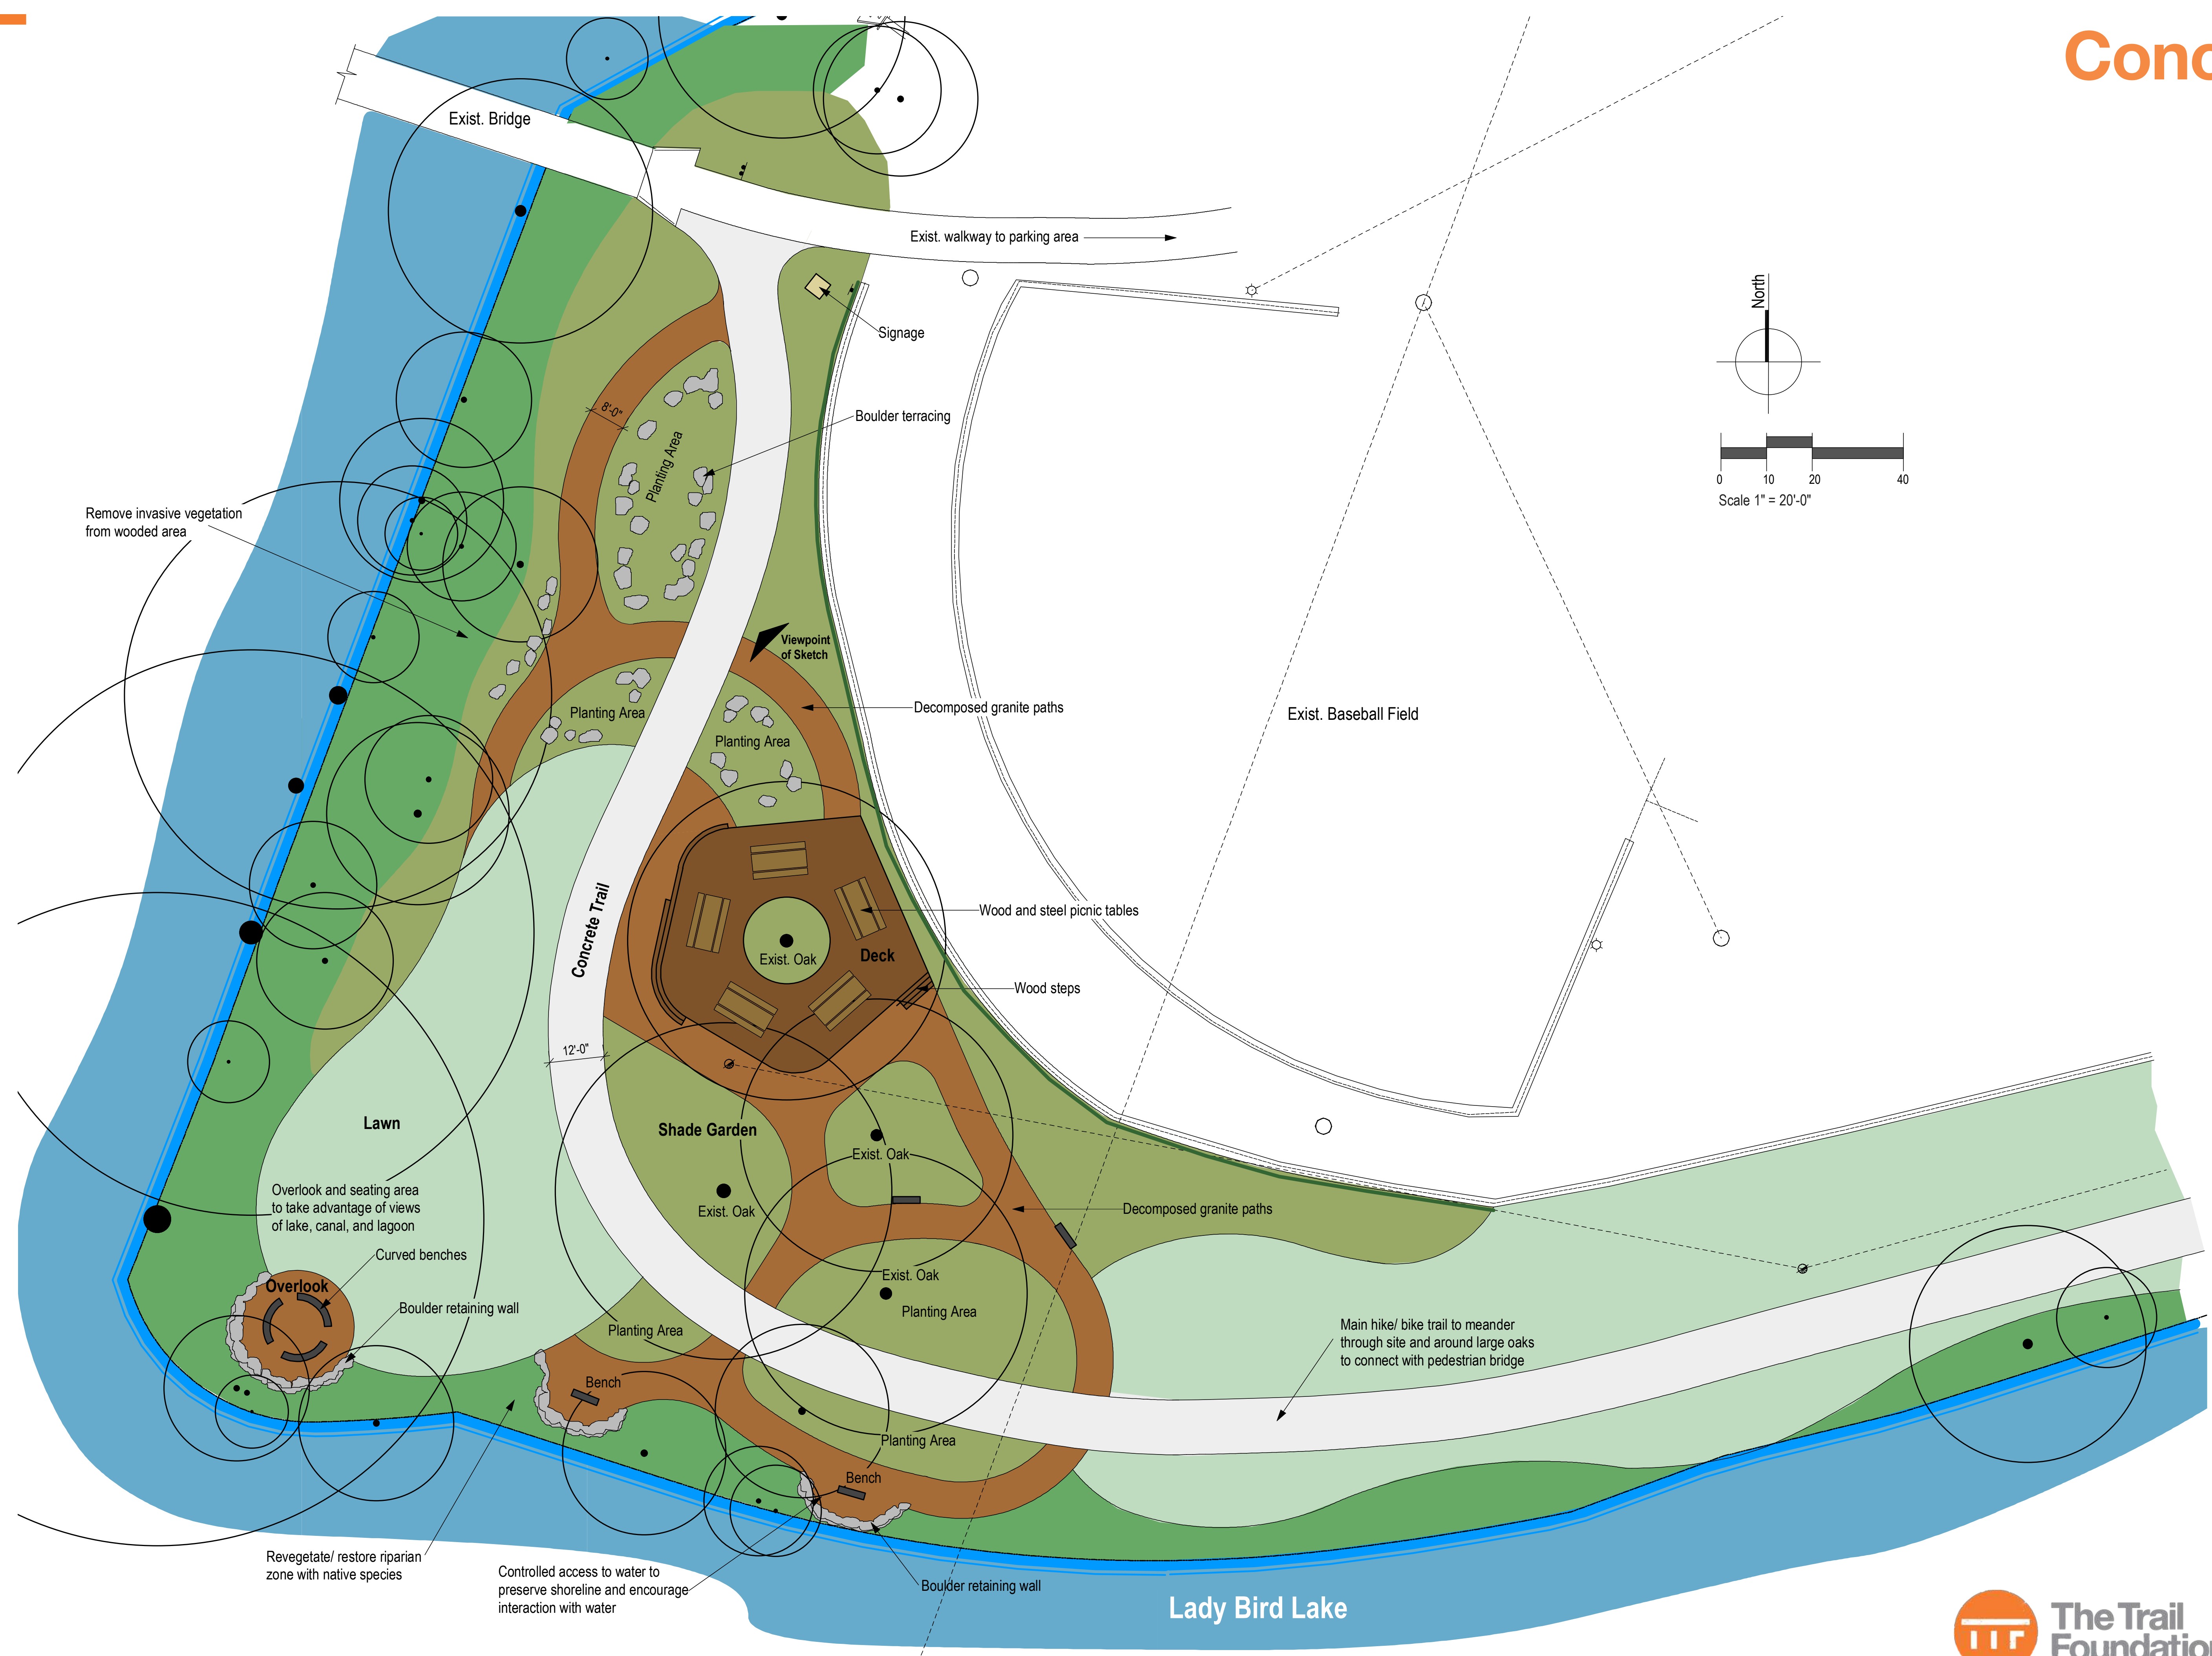 Conc
Exist. Bridge
Exist. walkway to parking area
North
Signage
8'-0"
Boulder terracing
Planting Area
0 10 20 40
Scale 1" = 20'-0"
Remove invasive vegetation
from wooded area
Viewpoint
of Sketch
Decomposed granite paths
Planting Area
Planting Area
Exist. Baseball Field
Concrete Trail
Wood and steel picnic tables
Exist. Oak
Deck
Wood steps
12'-0"
Lawn
Shade Garden
Exist. Oak
Overlook and seating area
to take advantage of views
of lake, canal, and lagoon
Exist. Oak
Decomposed granite paths
Curved benches
Overlook
Exist. Oak
Boulder retaining wall
Planting Area
Planting Area
Main hike/ bike trail to meander
through site and around large oaks
to connect with pedestrian bridge
Bench
Planting Area
Bench
Revegetate/ restore riparian
zone with native species
Controlled access to water to
preserve shoreline and encourage
interaction with water
Boulder retaining wall
Lady Bird Lake
TTF
The Trail
Foundation